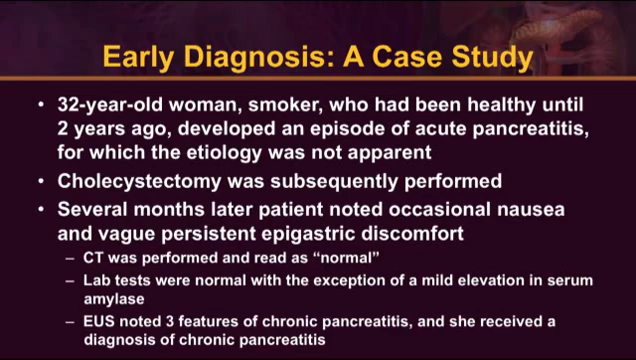 Early Diagnosis: A Case Study
• 32-year-old woman, smoker, who had been healthy until
2 years ago, developed an episode of acute pancreatitis,
for which the etiology was not apparent
• Cholecystectomy was subsequently performed
• Several months later patient noted occasional nausea
and vague persistent epigastric discomfort
– CT was performed and read as “normal”
– Lab tests were normal with the exception of a mild elevation in serum
amylase
– EUS noted 3 features of chronic pancreatitis, and she received a
diagnosis of chronic pancreatitis